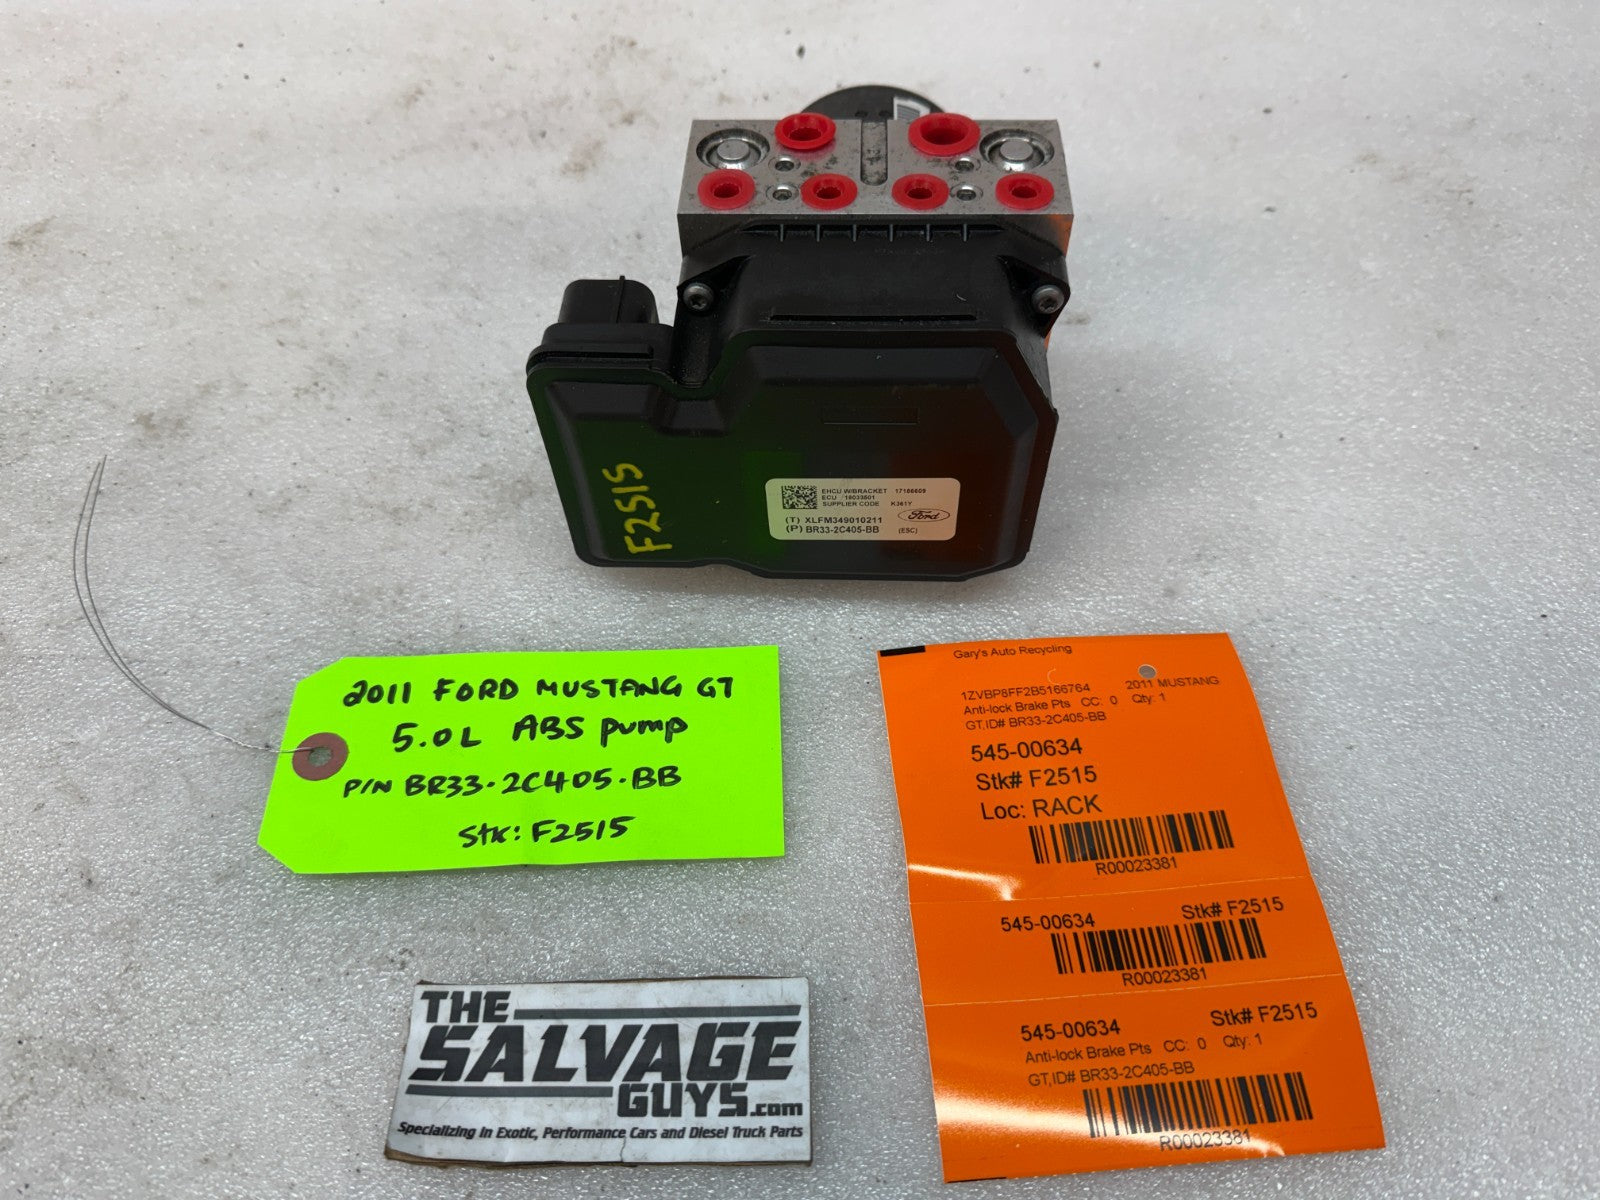 F2515
EHCU W/BRACKET 17186609
ECU 19033501
SUPPLIER CODE K361Y
(T) XLFM349010211
(P) BR33-2C405-BB
Ford
(ESC)
2011 FORD MUSTANG GT
5.0L ABS pump
P/N BR33-2C405-BB
Stk: F2515
Gary's Auto Recycling
1ZVBP8FF2B5166764 2011 MUSTANG
Anti-lock Brake Pts CC: 0 Qty: 1
GT,ID# BR33-2C405-BB
545-00634
Stk# F2515
Loc: RACK
R00023381
545-00634 Stk# F2515
R00023381
545-00634 Stk# F2515
Anti-lock Brake Pts CC: 0 Qty: 1
GT,ID# BR33-2C405-BB
R00023381
THE
SALVAGE
GUYS.com
Specializing in Exotic, Performance Cars and Diesel Truck Parts